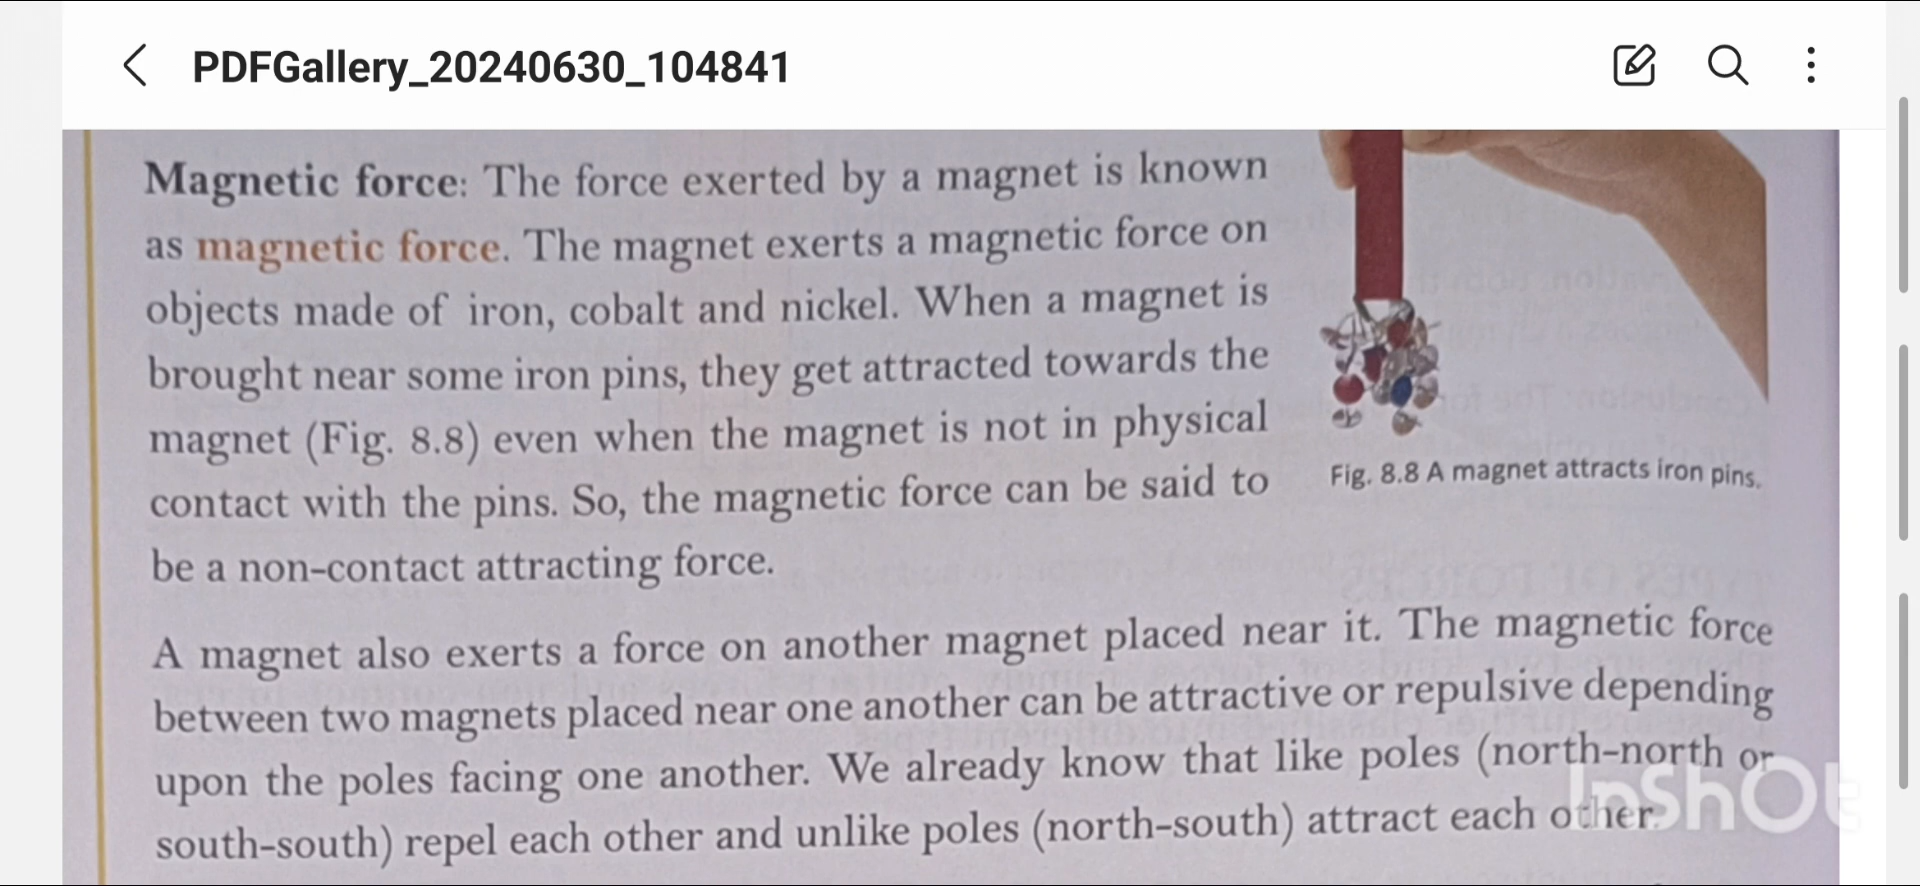 PDFGallery_20240630_104841
Magnetic force: The force exerted by a magnet is known
as magnetic force. The magnet exerts a magnetic force on
objects made of iron, cobalt and nickel. When a magnet is
brought near some iron pins, they get attracted towards the
magnet (Fig. 8.8) even when the magnet is not in physical
contact with the pins. So, the magnetic force can be said to
be a non-contact attracting force.
Fig. 8.8 A magnet attracts iron pins.
A magnet also exerts a force on another magnet placed near it. The magnetic force
between two magnets placed near one another can be attractive or repulsive depending
upon the poles facing one another. We already know that like poles (north-north or
south-south) repel each other and unlike poles (north-south) attract each other.
InShOt